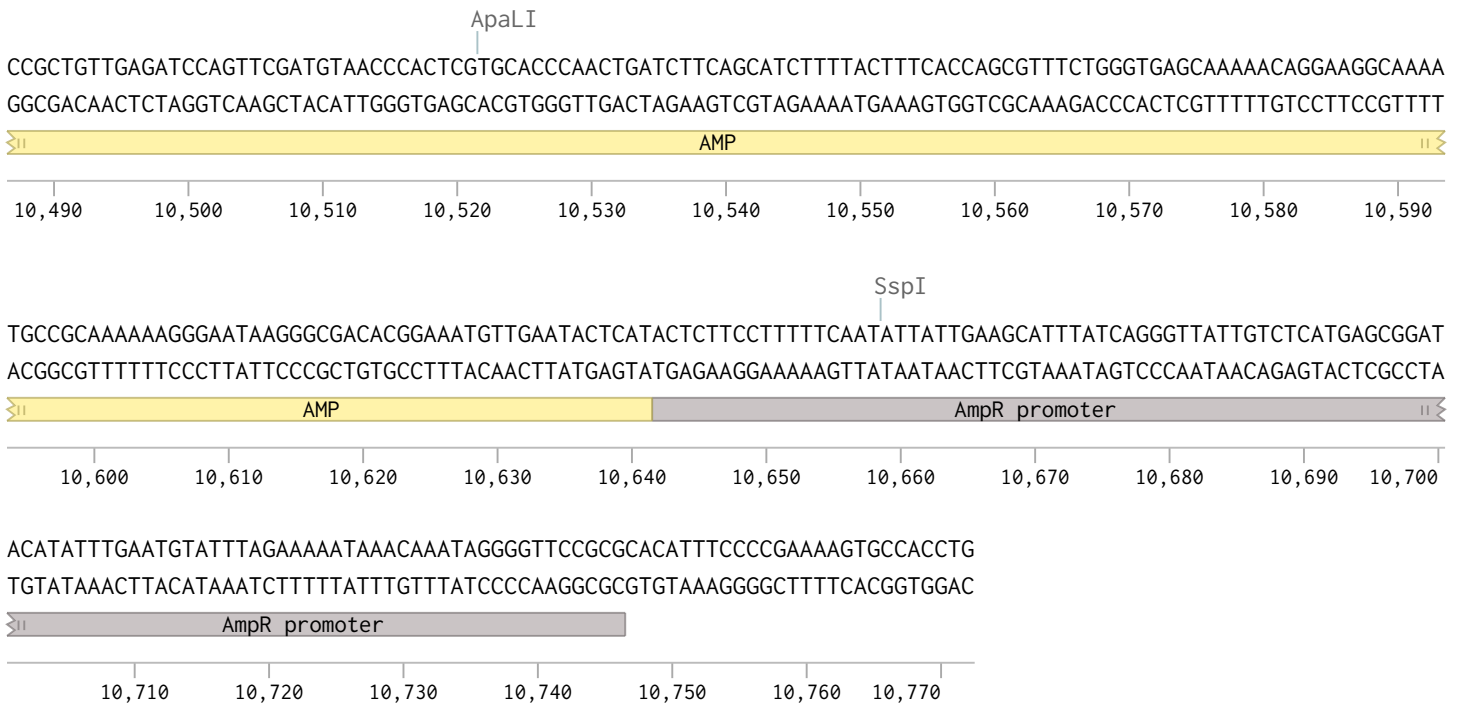 ApaLI
CCGCTGTTGAGATCCAGTTCGATGTAACCCACTCGTGCACCCAACTGATCTTCAGCATCTTTTACTTTCACCAGCGTTTCTGGGTGAGCAAAAACAGGAAGGCAAAA
GGCGACAACTCTAGGTCAAGCTACATTGGGTGAGCACGTGGGTTGACTAGAAGTCGTAGAAAATGAAAGTGGTCGCAAAGACCCACTCGTTTTTGTCCTTCCGTTTT
AMP
10,490 10,500 10,510 10,520 10,530 10,540 10,550 10,560 10,570 10,580 10,590
SspI
TGCCGCAAAAAAGGGAATAAGGGCGACACGGAAATGTTGAATACTCATACTCTTCCTTTTTCAATATTATTGAAGCATTTATCAGGGTTATTGTCTCATGAGCGGAT
ACGGCGTTTTTTCCCTTATTCCCGCTGTGCCTTTACAACTTATGAGTATGAGAAGGAAAAAGTTATAATAACTTCGTAAATAGTCCCAATAACAGAGTACTCGCCTA
AMP AmpR promoter
10,600 10,610 10,620 10,630 10,640 10,650 10,660 10,670 10,680 10,690 10,700
ACATATTTGAATGTATTTAGAAAAATAAACAAATAGGGGTTCCGCGCACATTTCCCCGAAAAGTGCCACCTG
TGTATAAACTTACATAAATCTTTTTATTTGTTTATCCCCAAGGCGCGTGTAAAGGGGCTTTTCACGGTGGAC
AmpR promoter
10,710 10,720 10,730 10,740 10,750 10,760 10,770